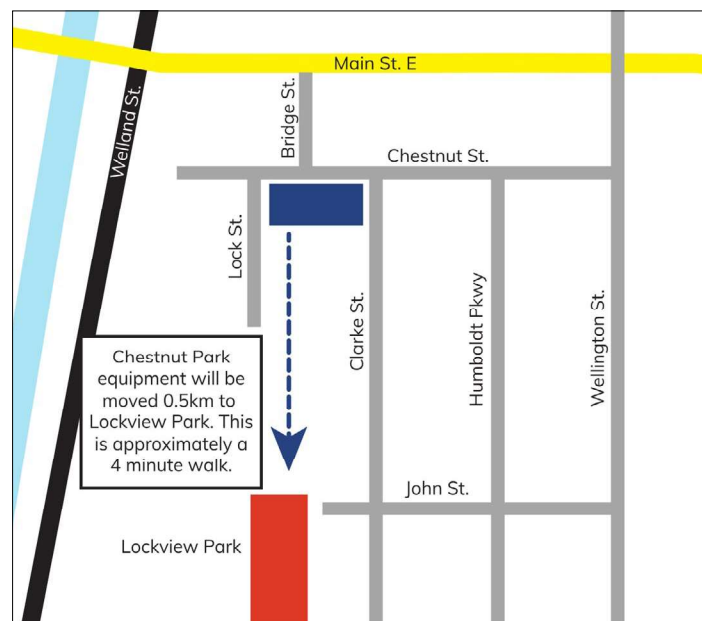 Main St. E
Welland St.
Bridge St.
Chestnut St.
Lock St.
Clarke St.
Humboldt Pkwy
Wellington St.
Chestnut Park
equipment will be
moved 0.5km to
Lockview Park. This
is approximately a
4 minute walk.
John St.
Lockview Park